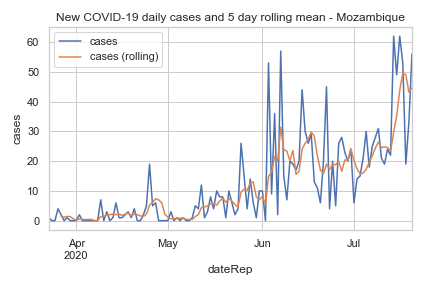 New COVID-19 daily cases and 5 day rolling mean - Mozambique
cases
cases (rolling)
60
50
40
30
20
10
0
cases
Apr
2020
May
Jun
Jul
dateRep